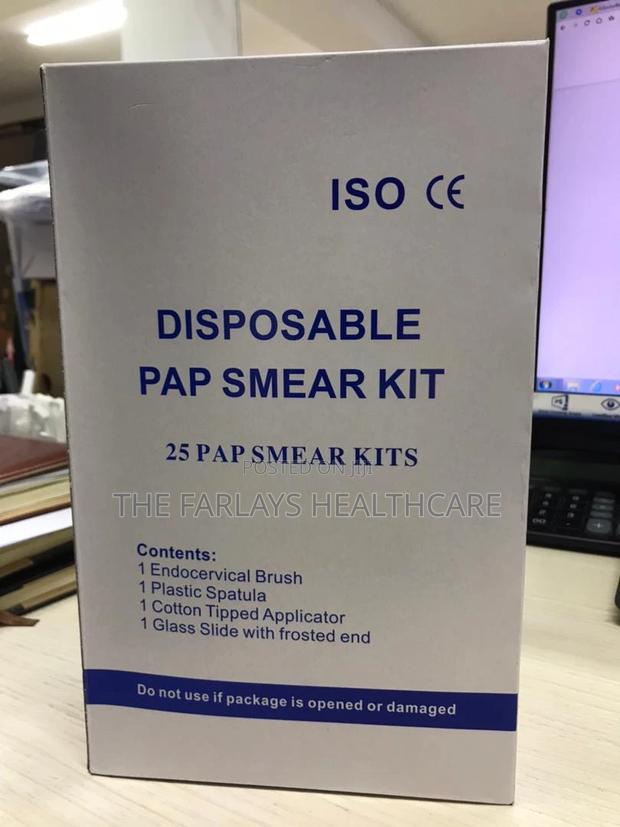 ISO CE
DISPOSABLE
PAP SMEAR KIT
25 PAP SMEAR KITS
POSTED ON JIJI
THE FARLAYS HEALTHCARE
Contents:
1 Endocervical Brush
1 Plastic Spatula
1 Cotton Tipped Applicator
1 Glass Slide with frosted end
Do not use if package is opened or damaged